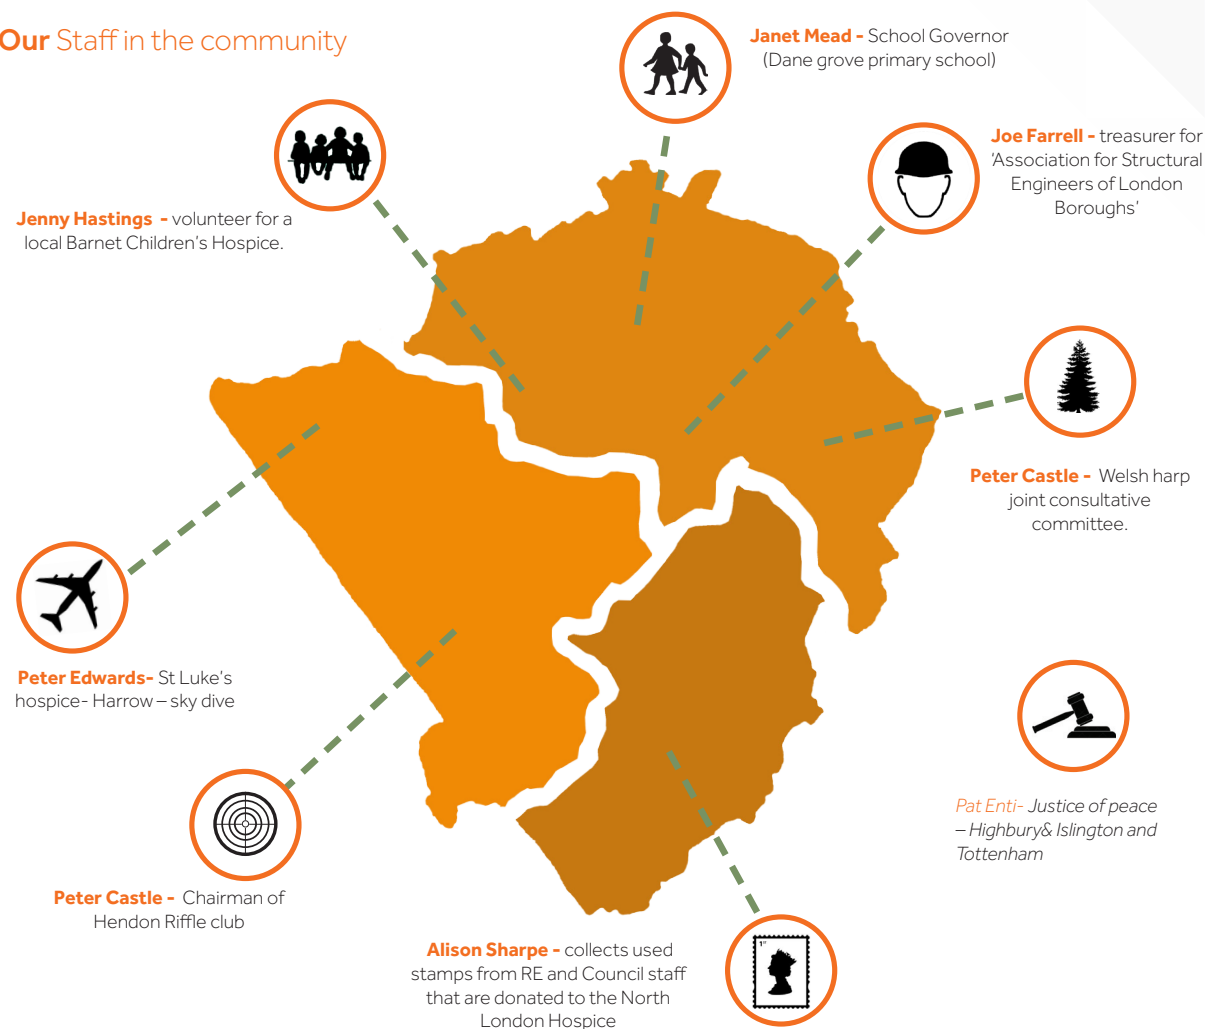 Our Staff in the community
Janet Mead - School Governor
(Dane grove primary school)
Joe Farrell - treasurer for
'Association for Structural
Engineers of London
Boroughs'
Jenny Hastings - volunteer for a
local Barnet Children's Hospice.
Peter Castle - Welsh harp
joint consultative
committee.
Peter Edwards- St Luke's
hospice- Harrow – sky dive
Pat Enti- Justice of peace
– Highbury& Islington and
Tottenham
Peter Castle - Chairman of
Hendon Riffle club
Alison Sharpe - collects used
stamps from RE and Council staff
that are donated to the North
London Hospice
1st